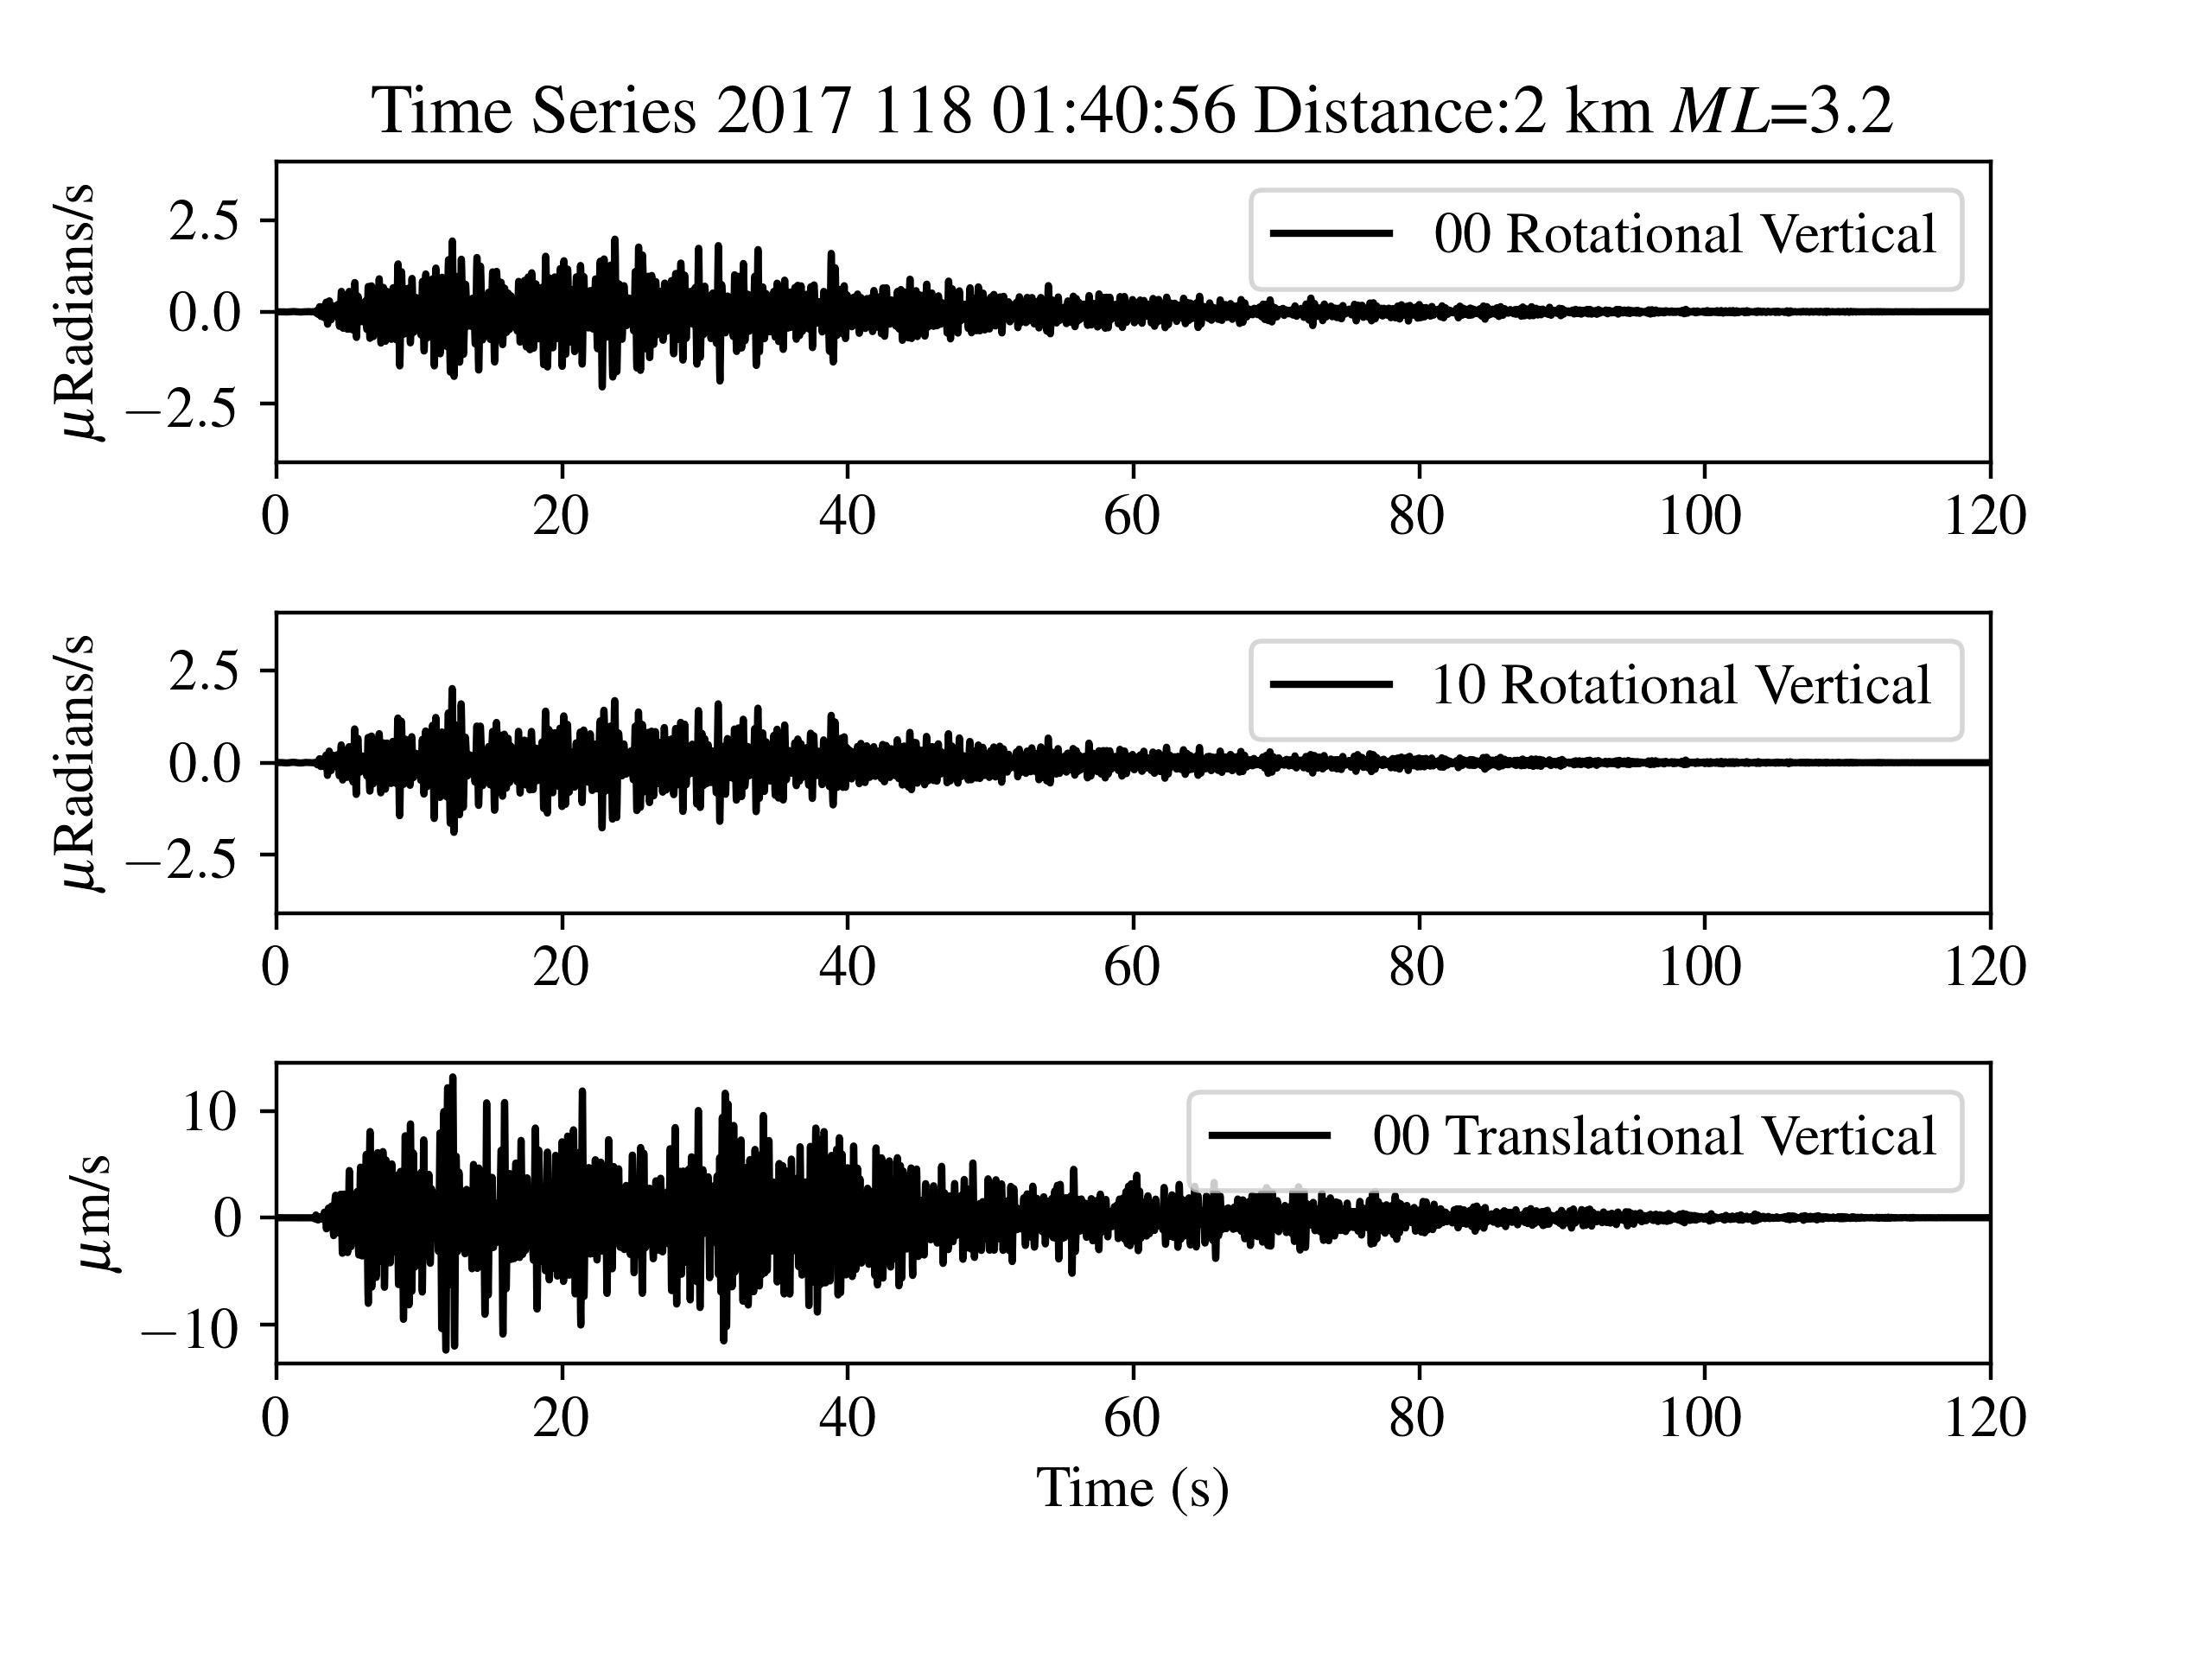 Time Series 2017 118 01:40:56 Distance:2 km ML=3.2
μRadians/s
2.5
0.0
−2.5
00 Rotational Vertical
0 20 40 60 80 100 120
μRadians/s
2.5
0.0
−2.5
10 Rotational Vertical
0 20 40 60 80 100 120
μm/s
10
0
−10
00 Translational Vertical
0 20 40 60 80 100 120
Time (s)